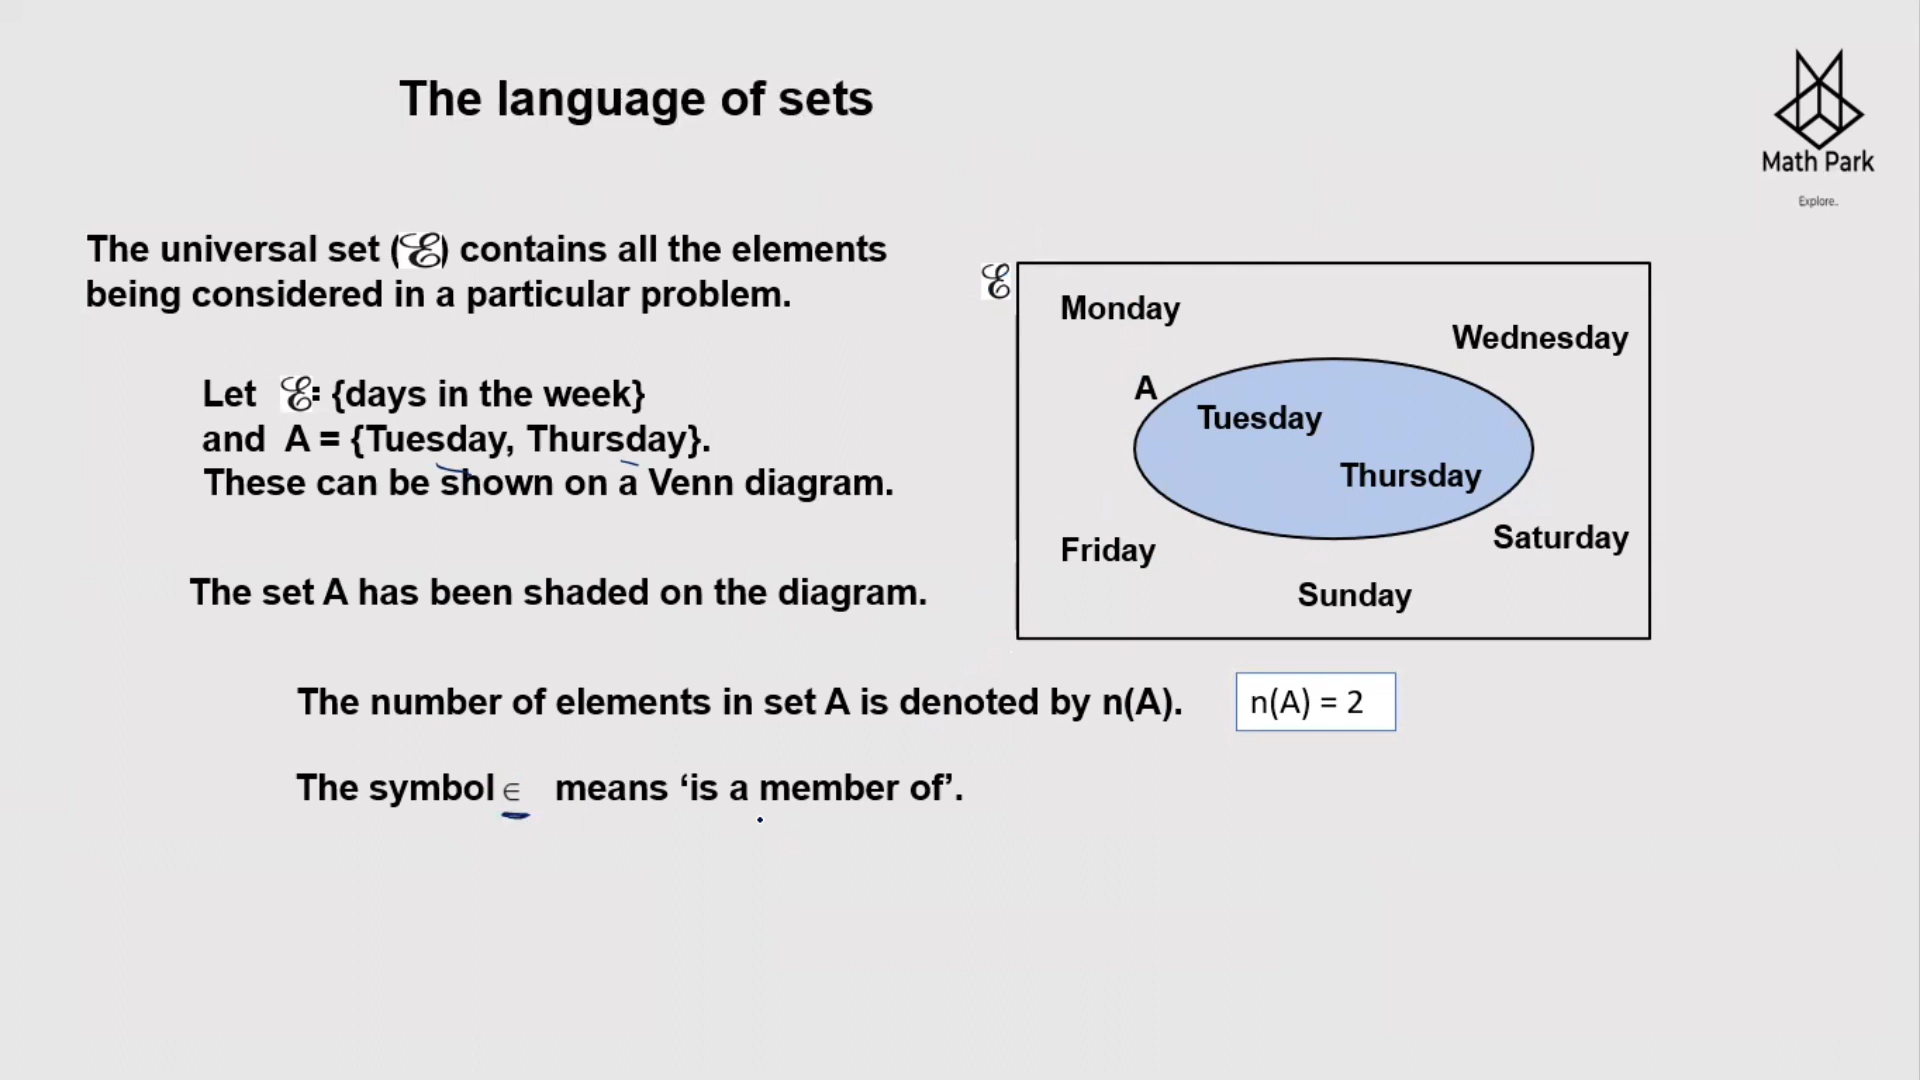 The language of sets
Math Park
Explore..
The universal set (ℰ) contains all the elements
being considered in a particular problem.
Let ℰ: {days in the week}
and A = {Tuesday, Thursday}.
These can be shown on a Venn diagram.
The set A has been shaded on the diagram.
ℰ
Monday
Wednesday
A
Tuesday
Thursday
Friday
Saturday
Sunday
The number of elements in set A is denoted by n(A).
n(A) = 2
The symbol ∈ means ‘is a member of’.